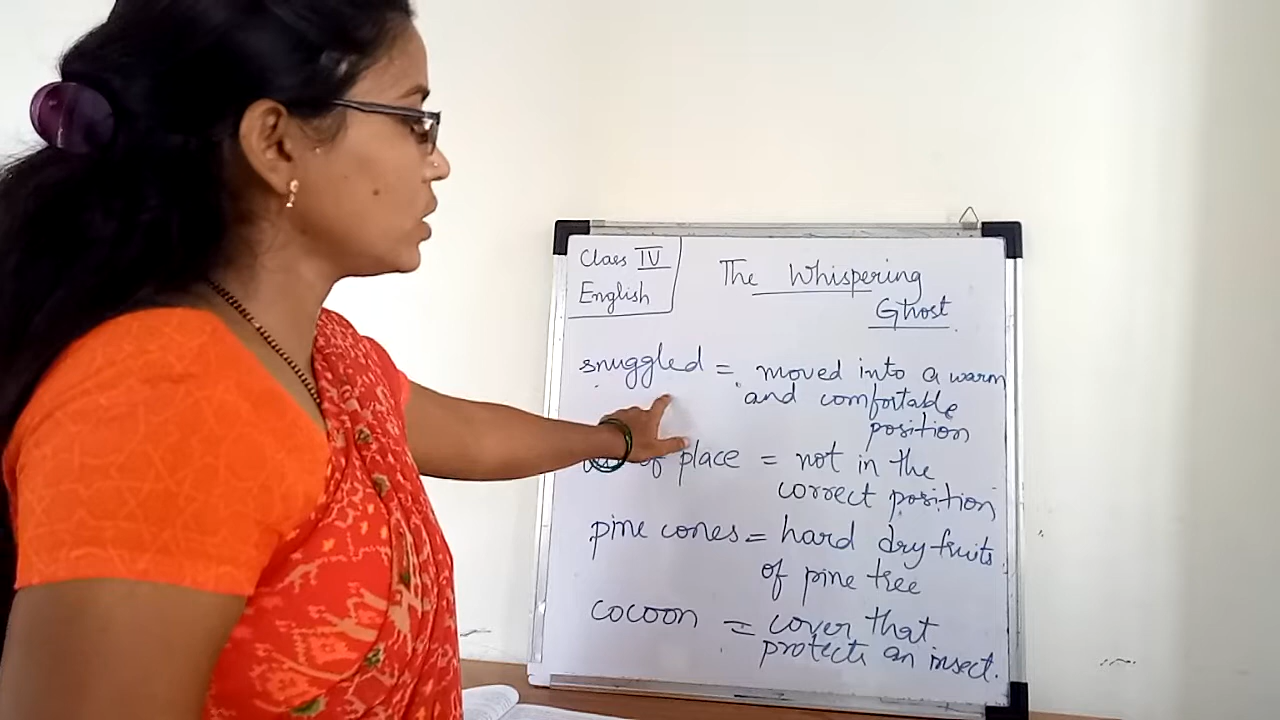 Class IV
English
The Whispering
Ghost.
snuggled = moved into a warm
and comfortable
position
of place = not in the
correct position
pine cones = hard dry fruits
of pine tree
cocoon = cover that
protects an insect.